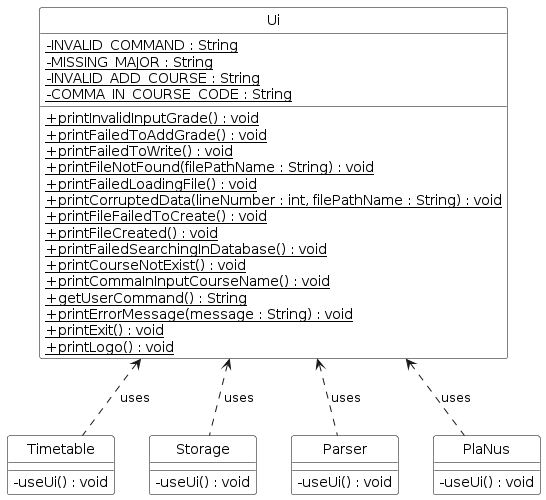 Ui
-INVALID_COMMAND : String
-MISSING_MAJOR : String
-INVALID_ADD_COURSE : String
-COMMA_IN_COURSE_CODE : String
+printInvalidInputGrade() : void
+printFailedToAddGrade() : void
+printFailedToWrite() : void
+printFileNotFound(filePathName : String) : void
+printFailedLoadingFile() : void
+printCorruptedData(lineNumber : int, filePathName : String) : void
+printFileFailedToCreate() : void
+printFileCreated() : void
+printFailedSearchingInDatabase() : void
+printCourseNotExist() : void
+printCommaInInputCourseName() : void
+getUserCommand() : String
+printErrorMessage(message : String) : void
+printExit() : void
+printLogo() : void
uses uses uses uses
Timetable Storage Parser PlaNus
-useUi() : void -useUi() : void -useUi() : void -useUi() : void